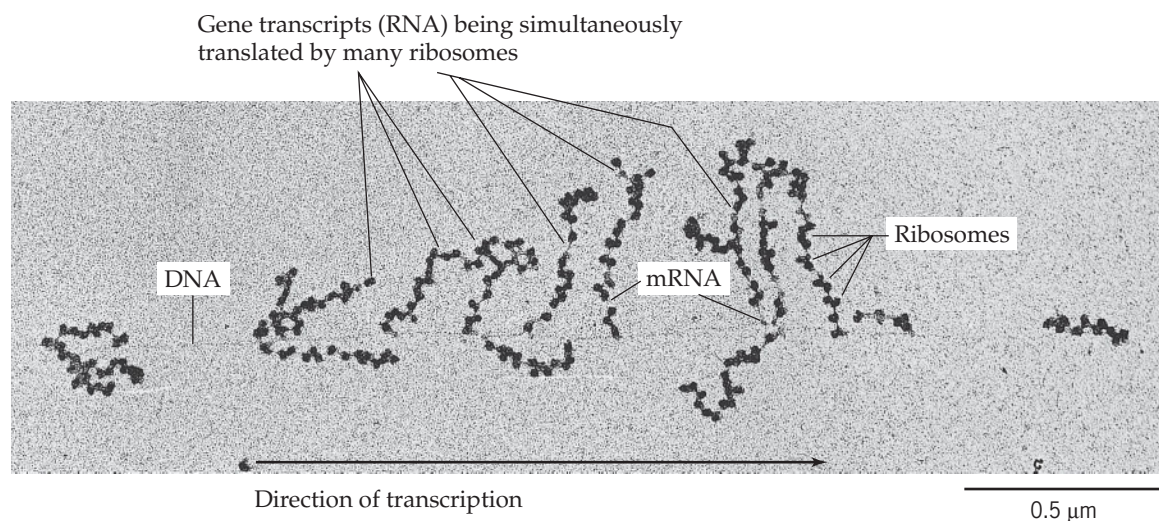 Gene transcripts (RNA) being simultaneously
translated by many ribosomes
DNA
mRNA
Ribosomes
Direction of transcription
0.5 μm